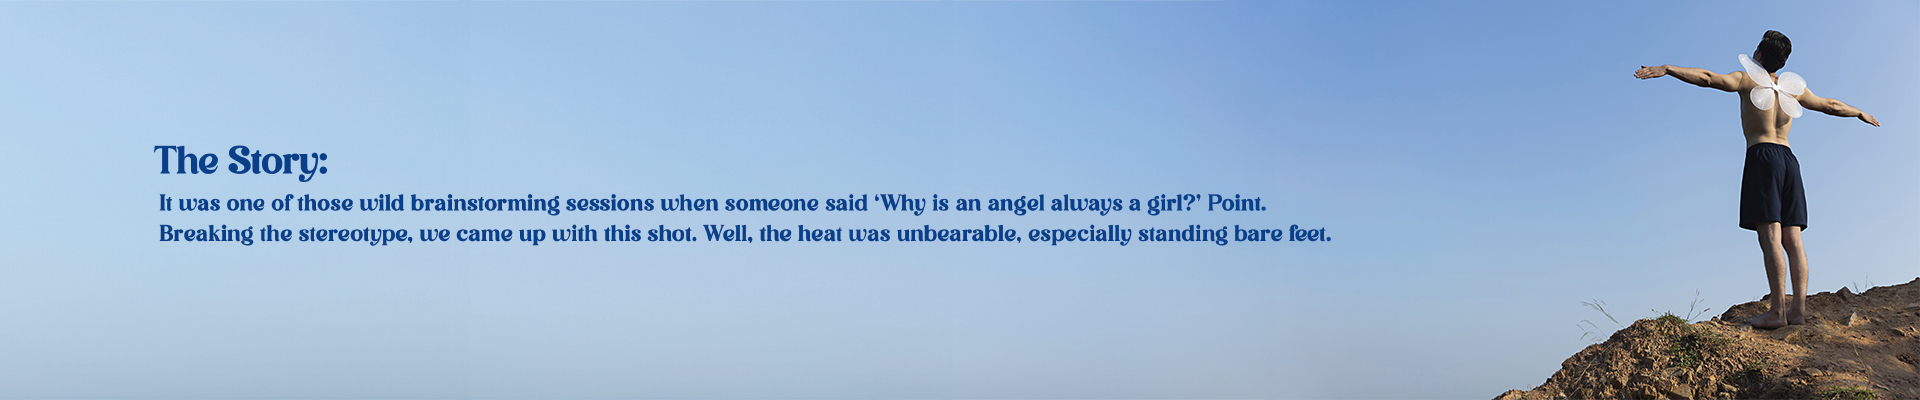 The Story:
It was one of those wild brainstorming sessions when someone said ‘Why is an angel always a girl?’ Point.
Breaking the stereotype, we came up with this shot. Well, the heat was unbearable, especially standing bare feet.